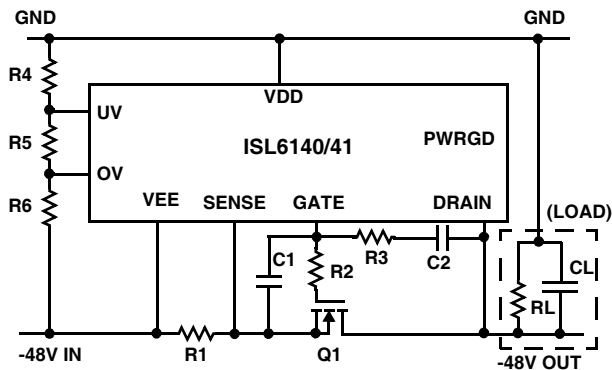 GND GND
R4
VDD
UV
R5
ISL6140/41
PWRGD
OV
R6
VEE SENSE GATE DRAIN
(LOAD)
C1
R2
R3
C2
CL
RL
-48V IN
R1
Q1
-48V OUT